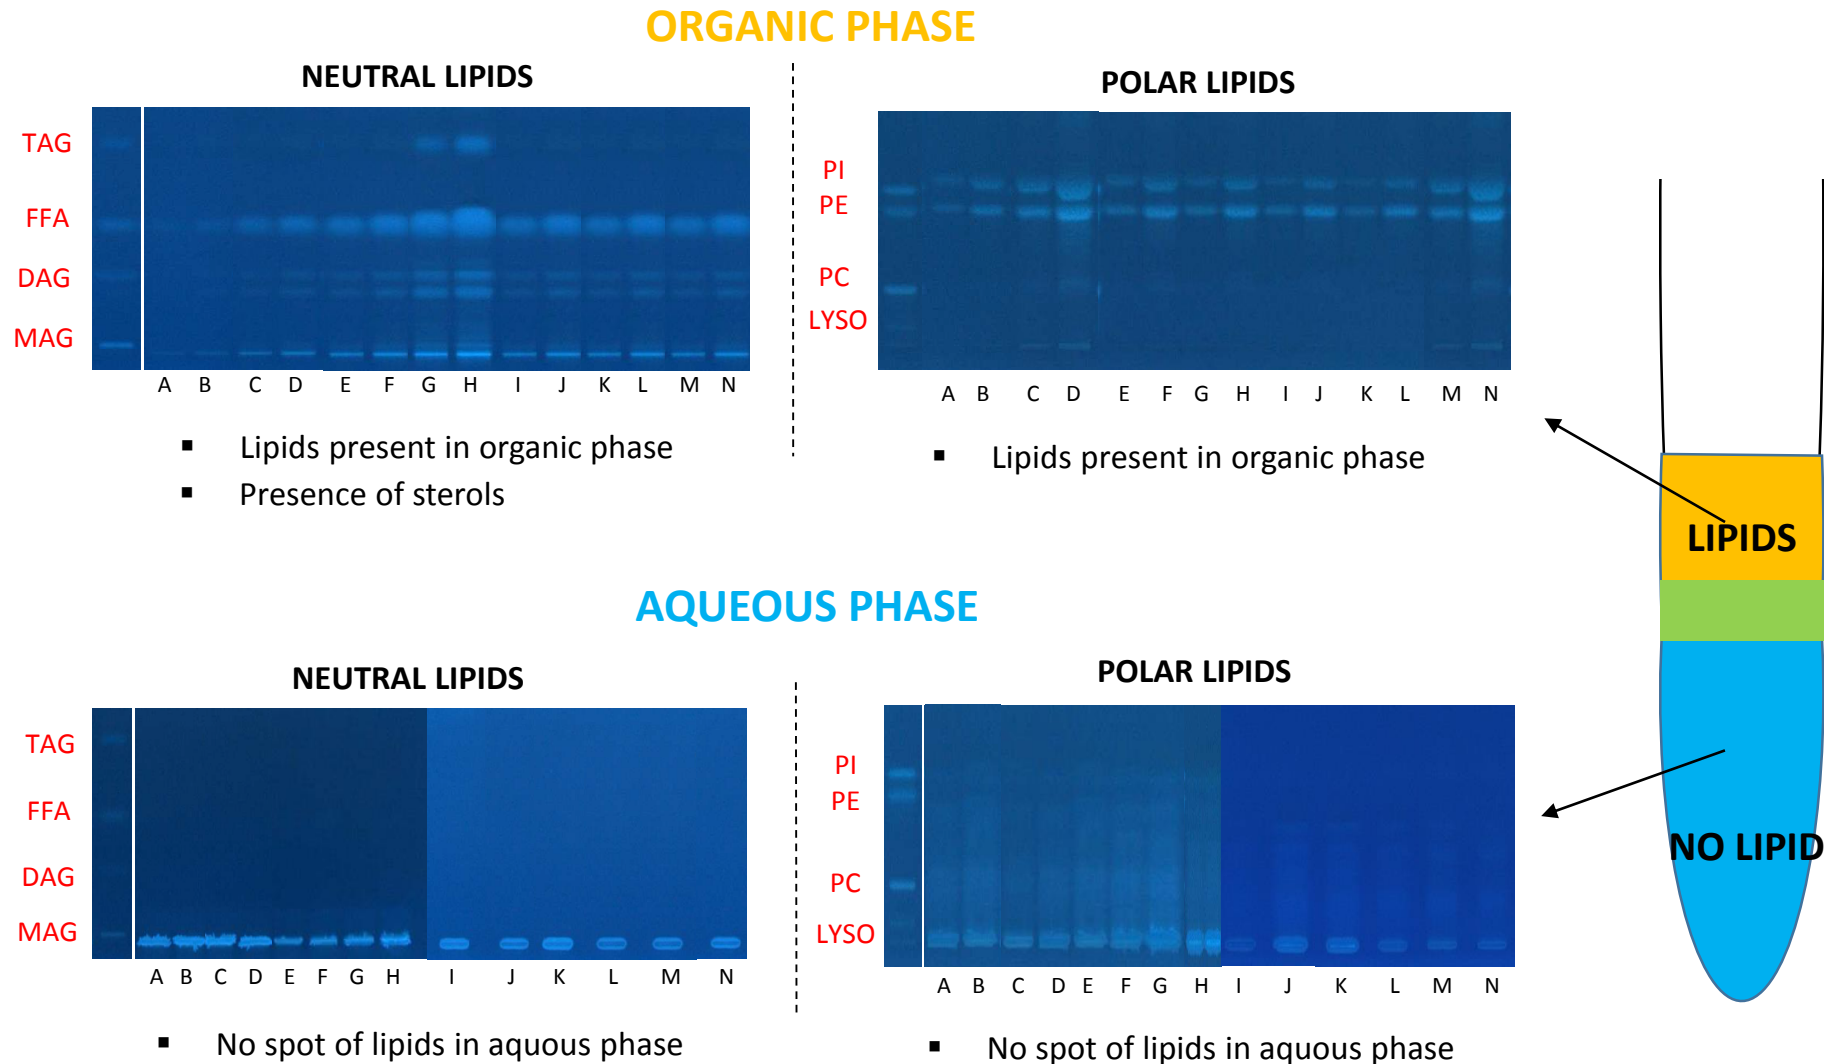 ORGANIC PHASE
NEUTRAL LIPIDS
TAG
FFA
DAG
MAG
A B C D E F G H I J K L M N
▪ Lipids present in organic phase
▪ Presence of sterols
POLAR LIPIDS
PI
PE
PC
LYSO
A B C D E F G H I J K L M N
▪ Lipids present in organic phase
LIPIDS
NO LIPID
AQUEOUS PHASE
NEUTRAL LIPIDS
TAG
FFA
DAG
MAG
A B C D E F G H I J K L M N
▪ No spot of lipids in aquous phase
POLAR LIPIDS
PI
PE
PC
LYSO
A B C D E F G H I J K L M N
▪ No spot of lipids in aquous phase